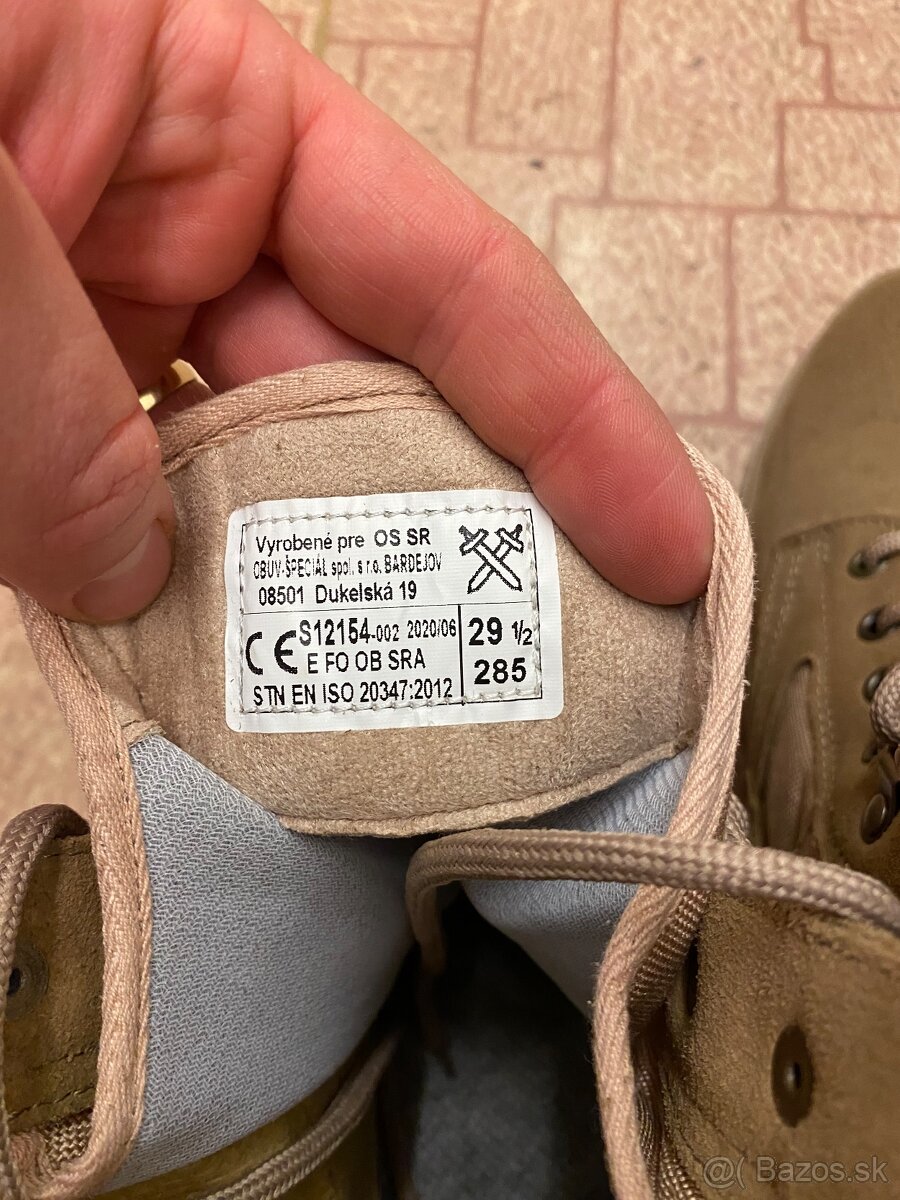 Vyrobené pre OS SR
OBUV-ŠPECIÁL spol. s r.o. BARDEJOV
08501 Dukelská 19
CE S12154-002 2020/06
E FO OB SRA
STN EN ISO 20347:2012
29 1/2
285
@( Bazos.sk